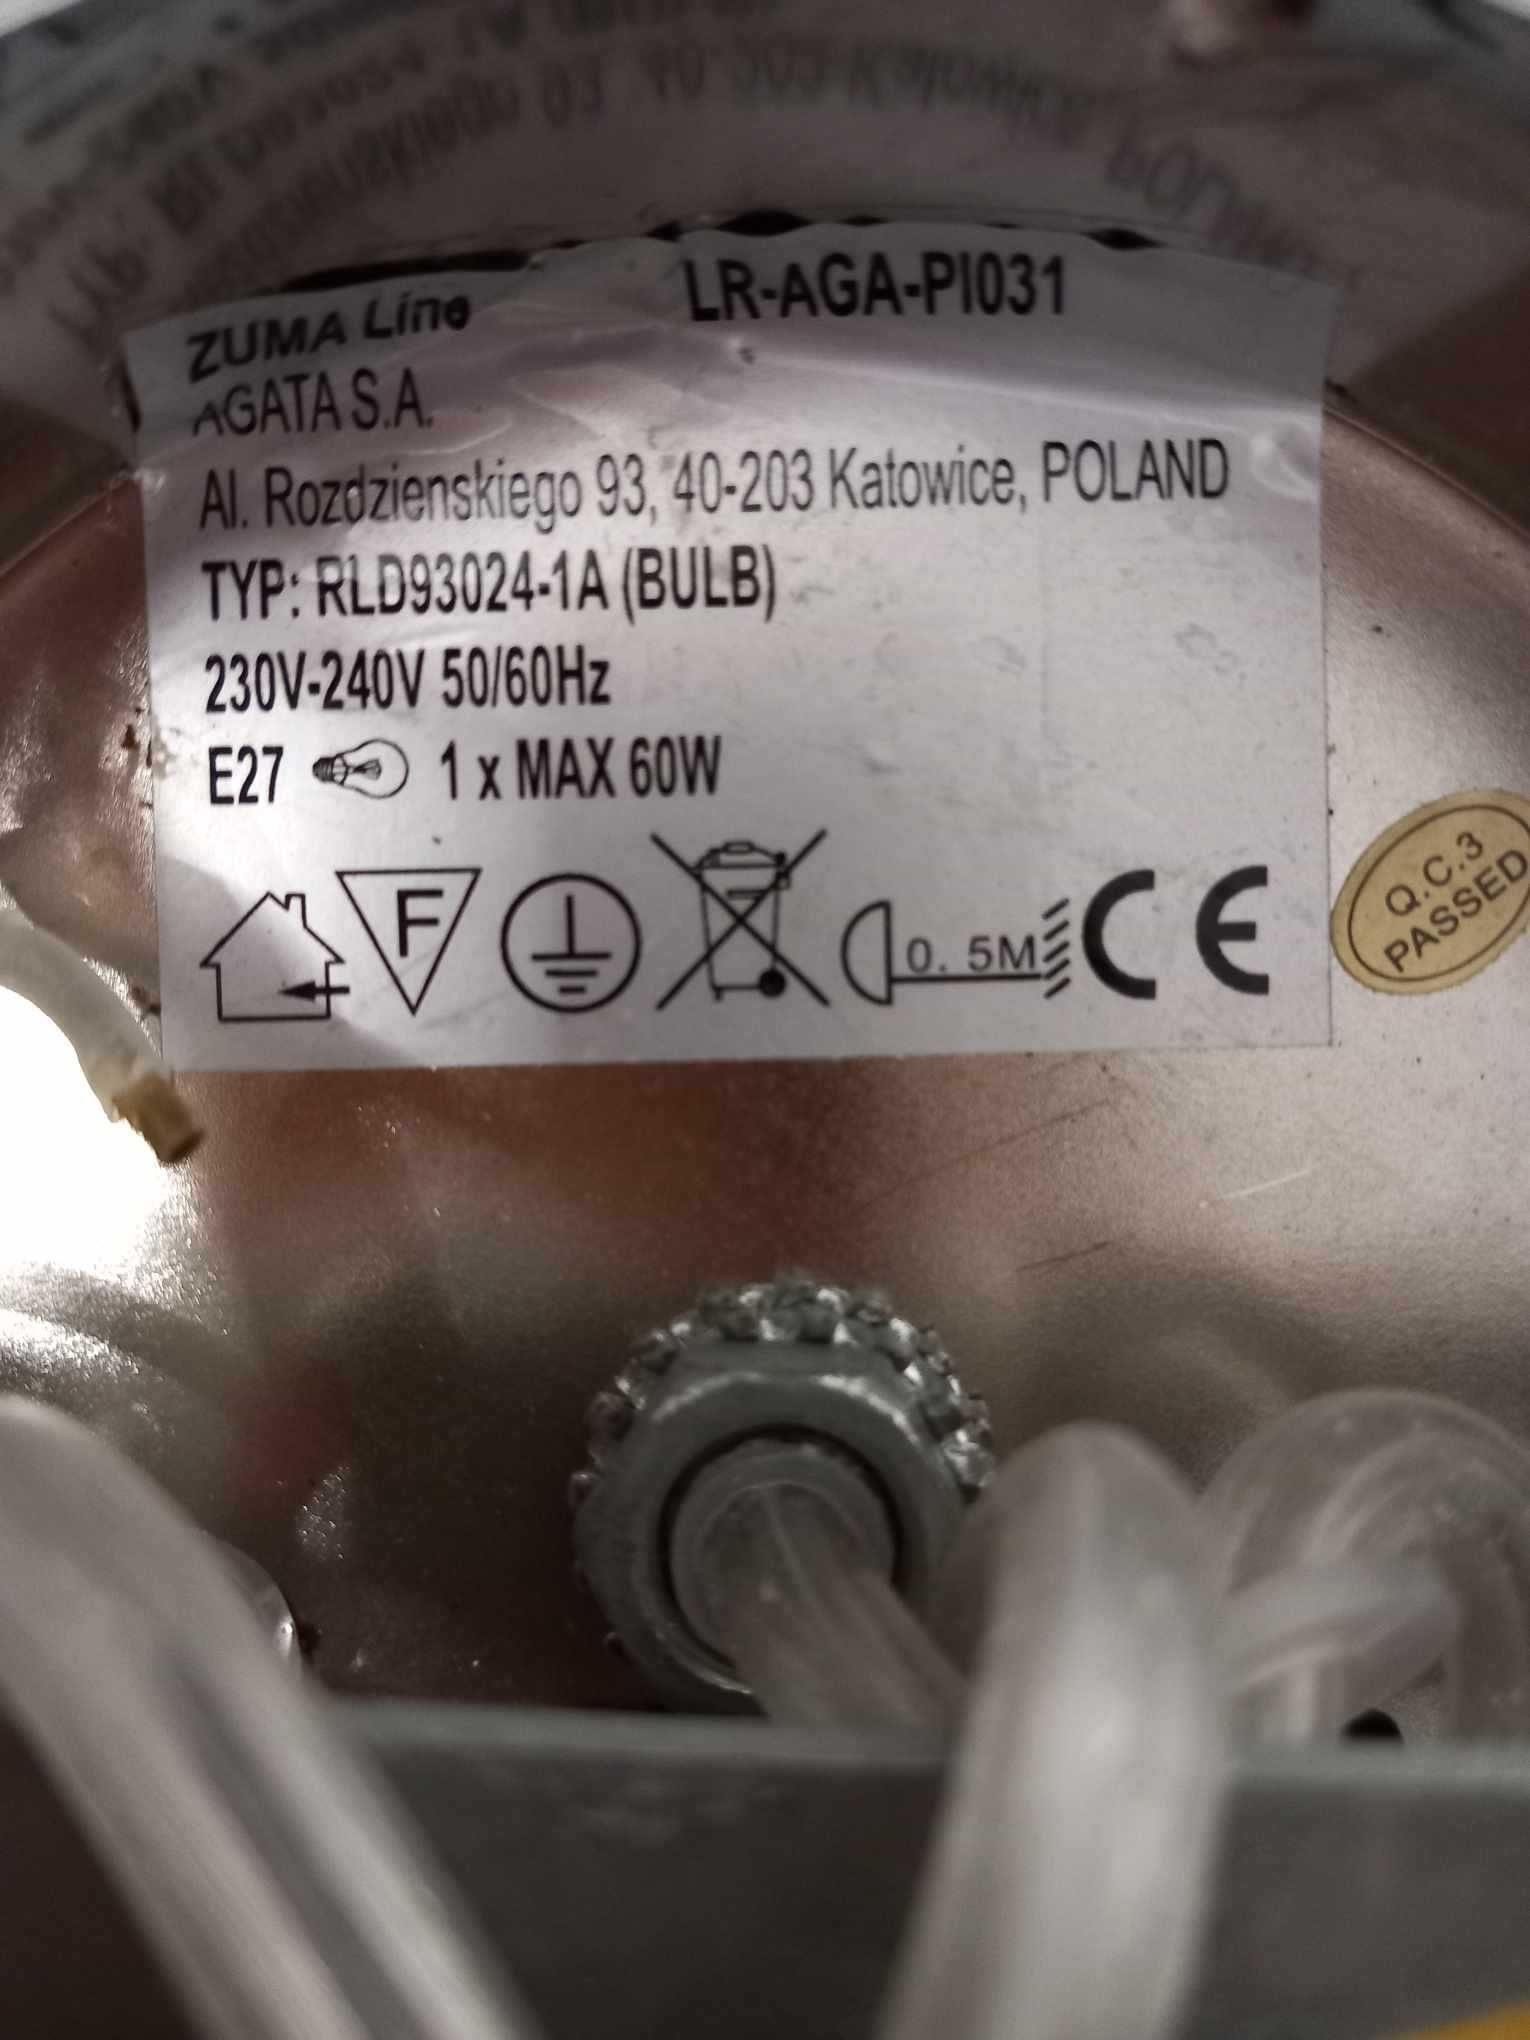 ZUMA Line LR-AGA-PI031
AGATA S.A.
Al. Rozdzienskiego 93, 40-203 Katowice, POLAND
TYP: RLD93024-1A (BULB)
230V-240V 50/60Hz
E27 1 x MAX 60W
F
0. 5M
CE
Q.C.3
PASSED